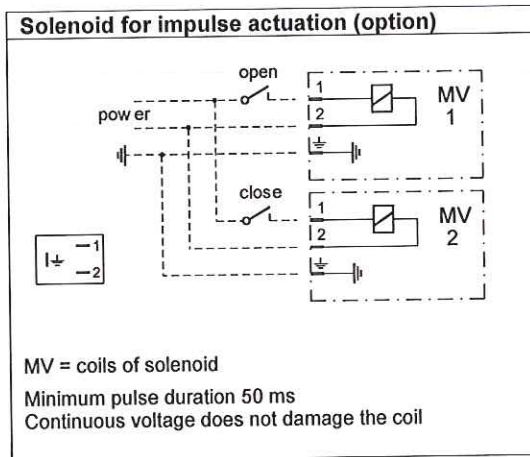 Solenoid for impulse actuation (option)
open
1
MV
1
power
2
close
1
MV
2
2
1
2
MV = coils of solenoid
Minimum pulse duration 50 ms
Continuous voltage does not damage the coil